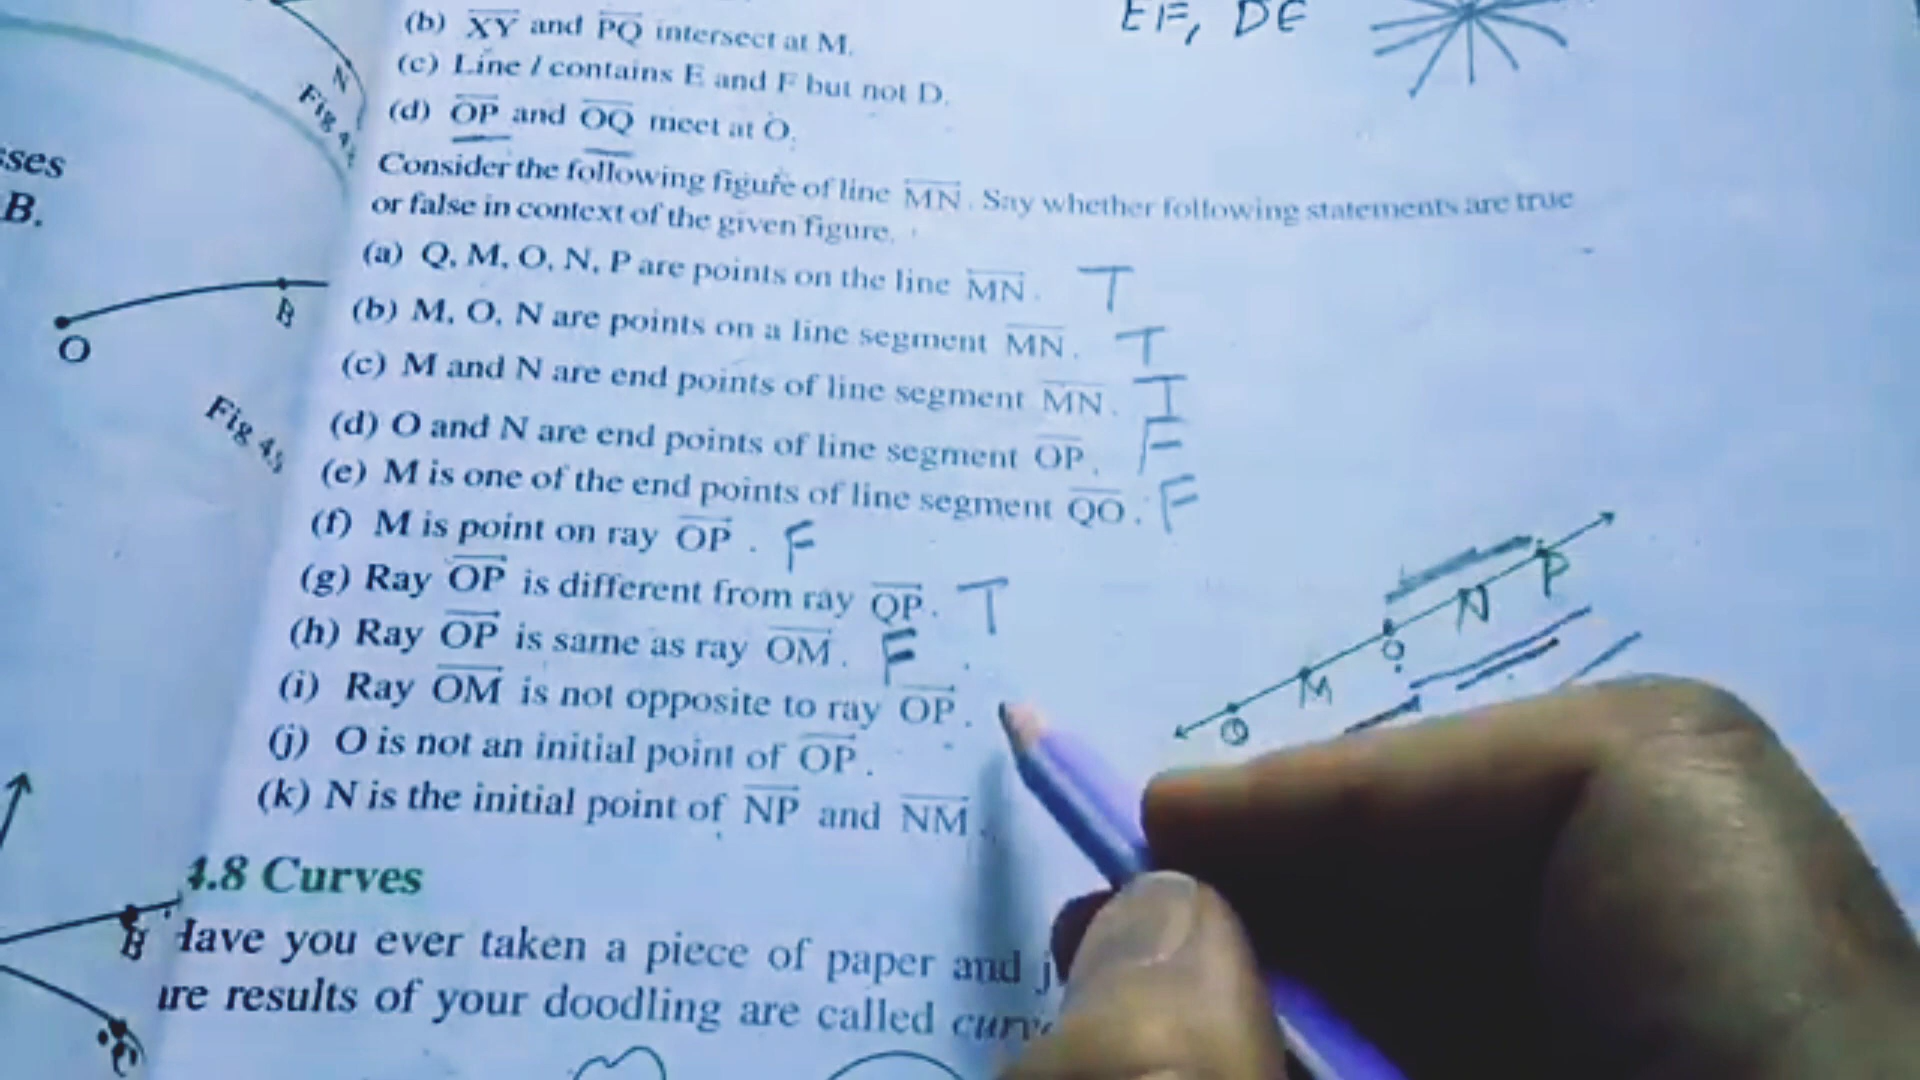 EF, DE
(b) XY and PQ intersect at M.
(c) Line l contains E and F but not D.
(d) OP and OQ meet at O.
Consider the following figure of line MN. Say whether following statements are true
or false in context of the given figure.
(a) Q, M, O, N, P are points on the line MN. T
(b) M, O, N are points on a line segment MN. T
(c) M and N are end points of line segment MN. T
(d) O and N are end points of line segment OP. F
(e) M is one of the end points of line segment QO. F
(f) M is point on ray OP. F
(g) Ray OP is different from ray QP. T
(h) Ray OP is same as ray OM. F
(i) Ray OM is not opposite to ray OP.
(j) O is not an initial point of OP.
(k) N is the initial point of NP and NM.
4.8 Curves
Have you ever taken a piece of paper and
are results of your doodling are called
N
sses
B.
O
B
B
C
Q
M
O
N
P